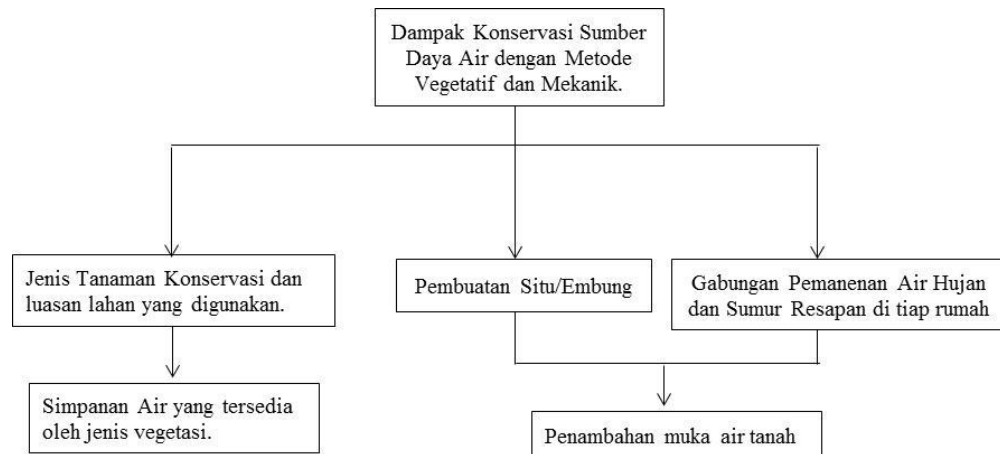 Dampak Konservasi Sumber
Daya Air dengan Metode
Vegetatif dan Mekanik.
Jenis Tanaman Konservasi dan
luasan lahan yang digunakan.
Pembuatan Situ/Embung
Gabungan Pemanenan Air Hujan
dan Sumur Resapan di tiap rumah
Simpanan Air yang tersedia
oleh jenis vegetasi.
Penambahan muka air tanah